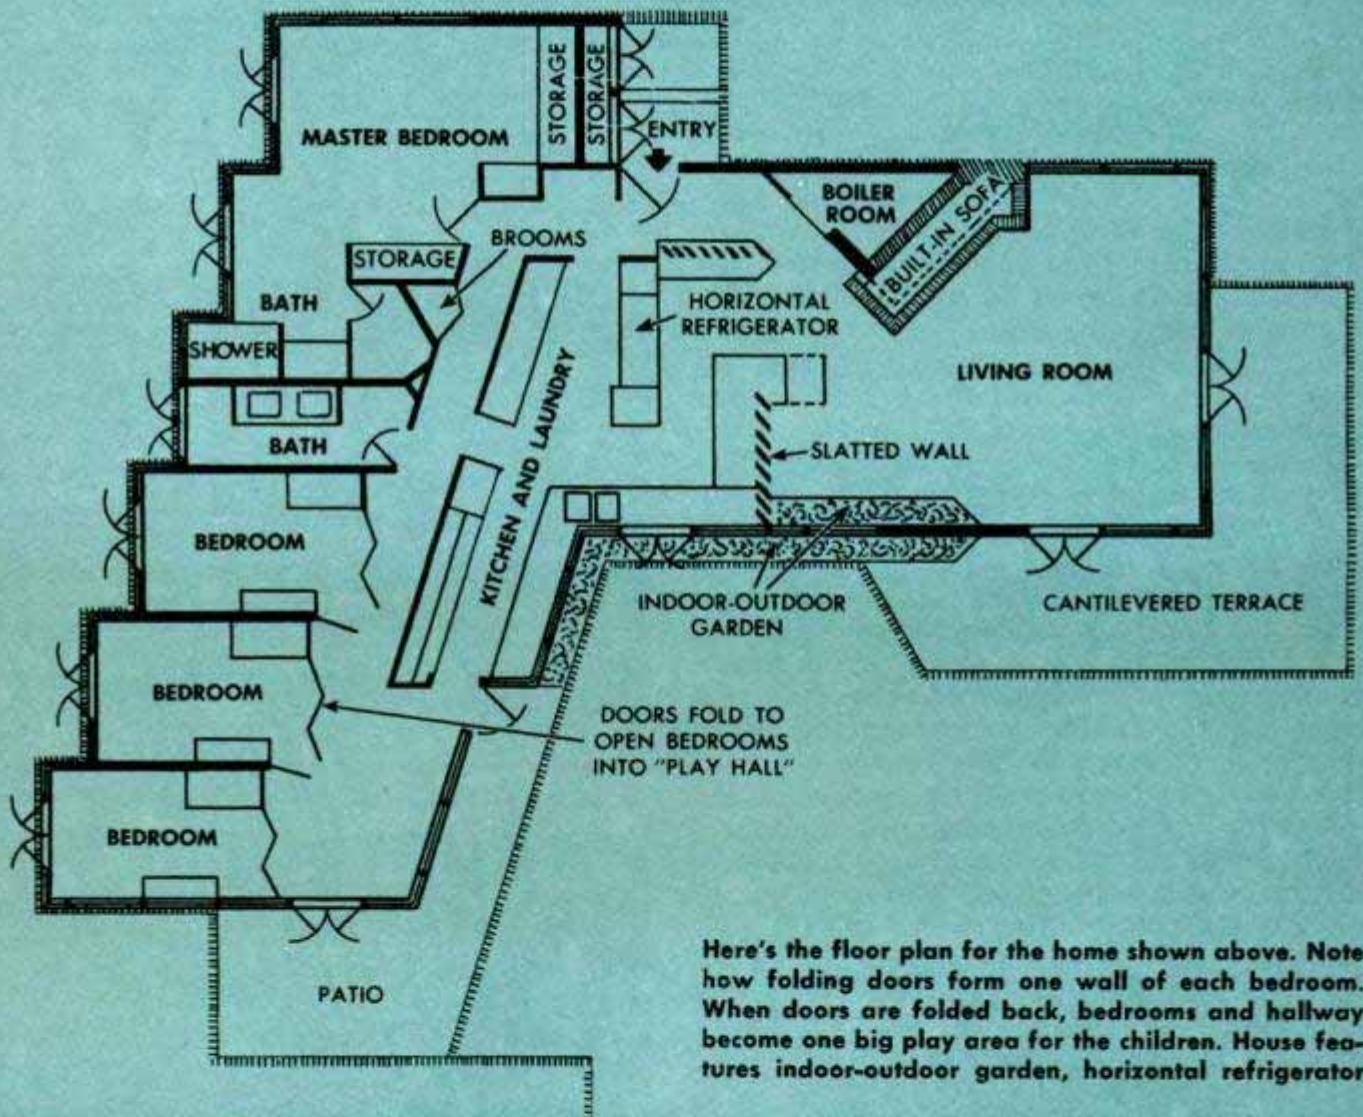 STORAGE
STORAGE
MASTER BEDROOM
ENTRY
BOILER
ROOM
BUILT-IN SOFA
BROOMS
STORAGE
BATH
HORIZONTAL
REFRIGERATOR
SHOWER
LIVING ROOM
KITCHEN AND LAUNDRY
BATH
SLATTED WALL
BEDROOM
INDOOR-OUTDOOR
GARDEN
CANTILEVERED TERRACE
BEDROOM
DOORS FOLD TO
OPEN BEDROOMS
INTO "PLAY HALL"
BEDROOM
PATIO
Here's the floor plan for the home shown above. Note
how folding doors form one wall of each bedroom.
When doors are folded back, bedrooms and hallway
become one big play area for the children. House fea-
tures indoor-outdoor garden, horizontal refrigerator